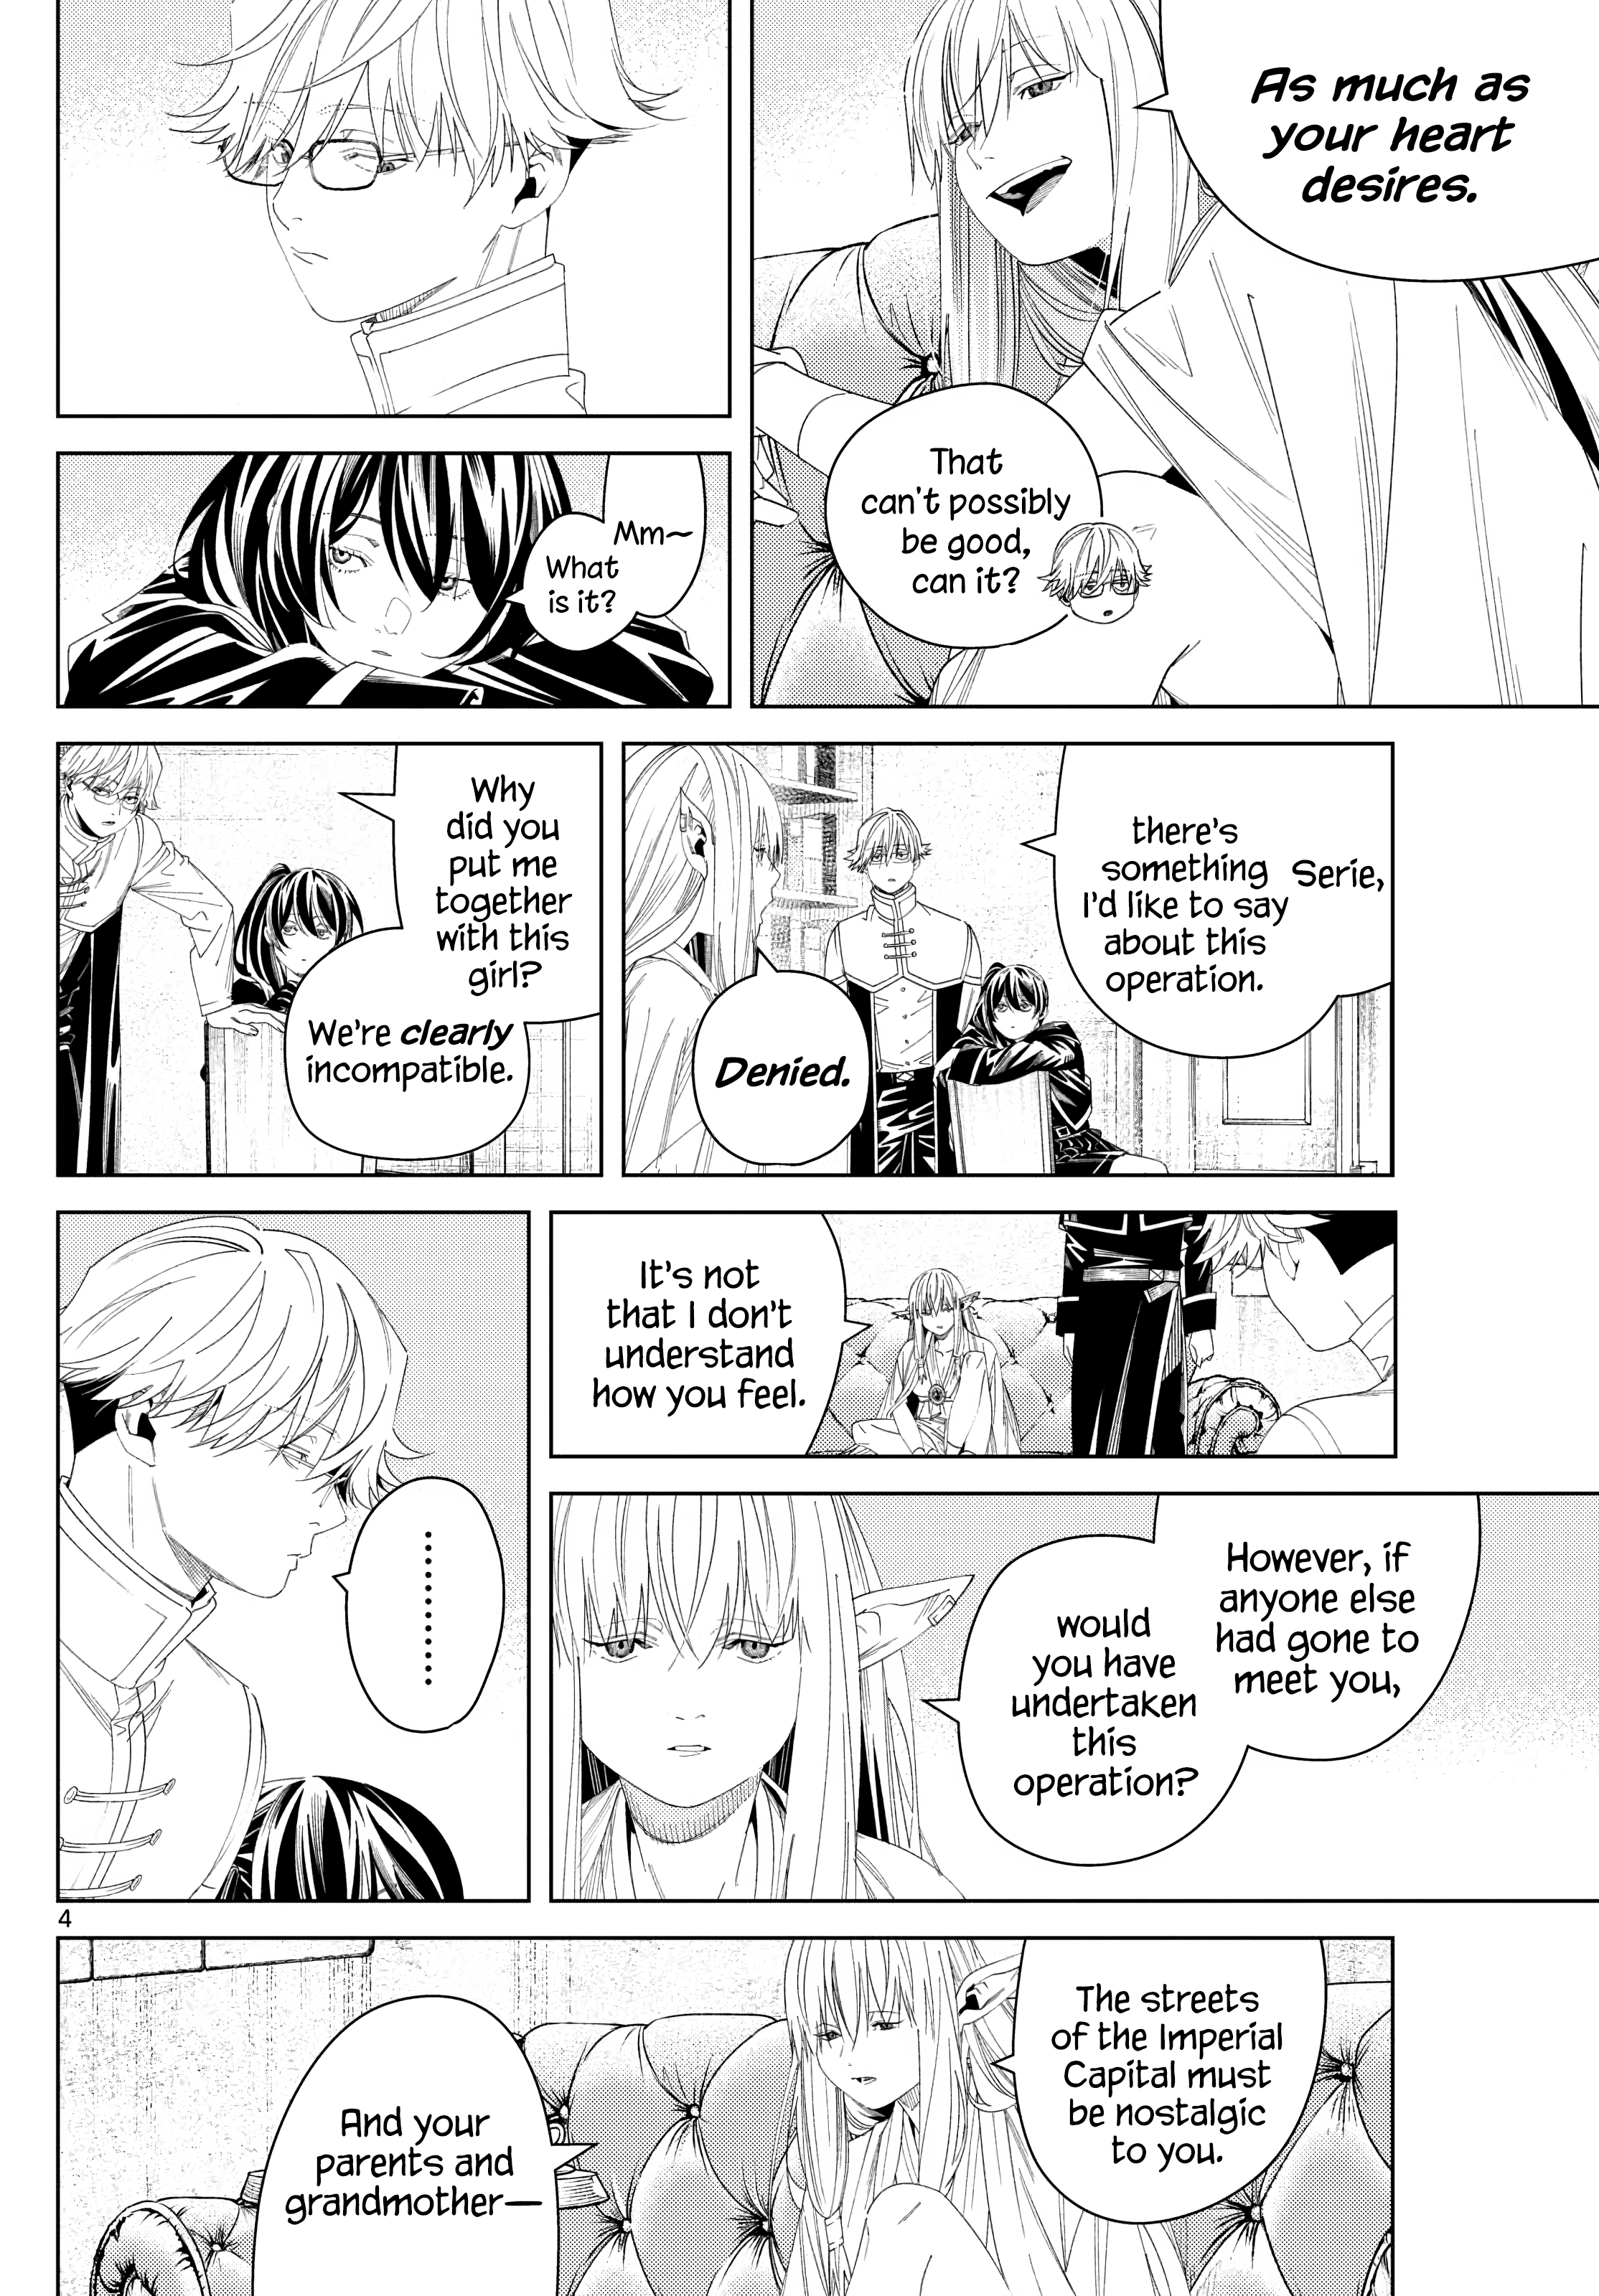 As much as
your heart
desires.
That
can't possibly
be good,
can it?
Mm~
What
is it?
Serie,
there's
something
I'd like to say
about this
operation.
Denied.
Why
did you
put me
together
with this
girl?
We're clearly
incompatible.
It's not
that I don't
understand
how you feel.
However, if
anyone else
had gone to
meet you,
would
you have
undertaken
this
operation?
..........
4
The streets
of the Imperial
Capital must
be nostalgic
to you.
And your
parents and
grandmother—